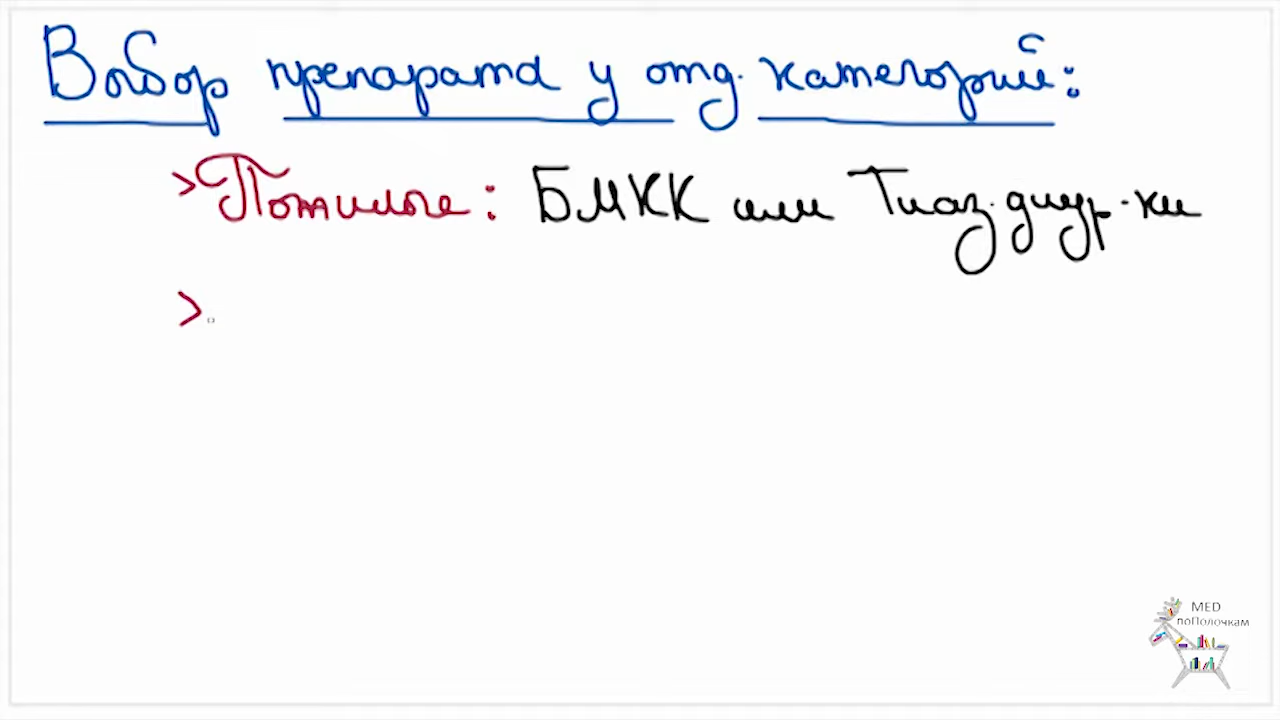 Выбор препарата у отд. категорий:
> Пожилые: БМКК или Тиаз. диур-ки
>
MED
поПолочкам